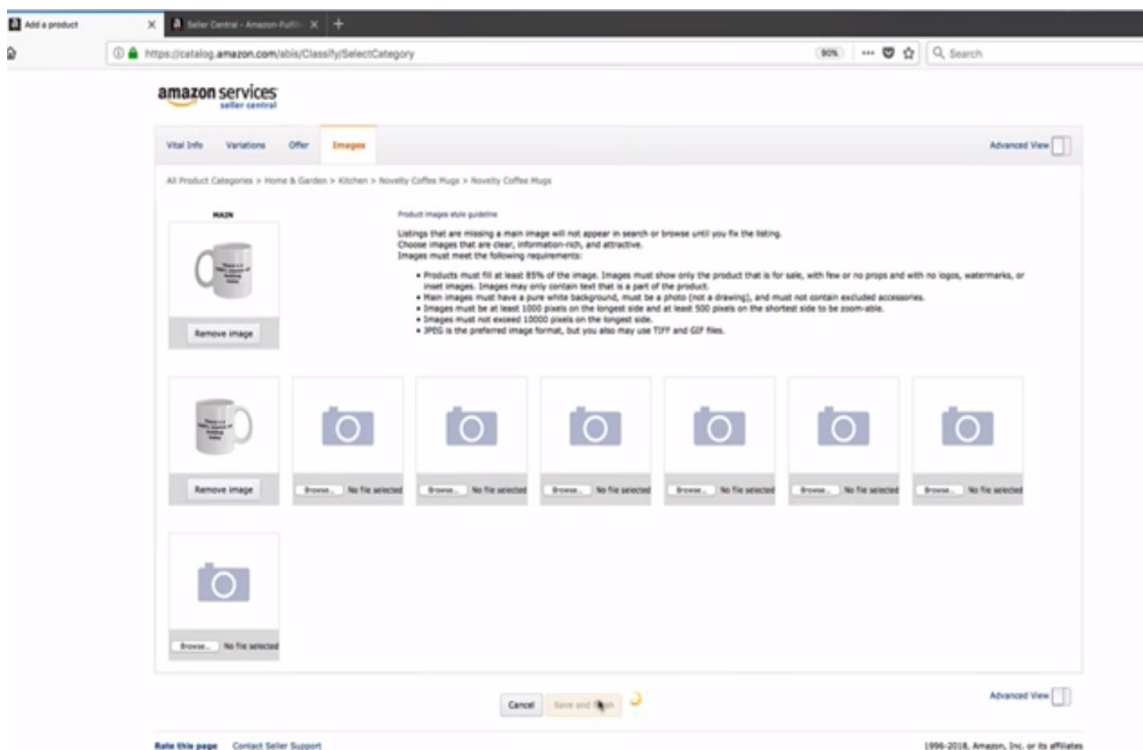 Add a product
Seller Central - Amazon-Fulfil
https://catalog.amazon.com/abis/Classify/SelectCategory
90%
Search
amazon services
seller central
Vital Info Variations Offer Images
Advanced View
All Product Categories > Home & Garden > Kitchen > Novelty Coffee Mugs > Novelty Coffee Mugs
MAIN
Remove image
Product images style guideline
Listings that are missing a main image will not appear in search or browse until you fix the listing.
Choose images that are clear, information-rich, and attractive.
Images must meet the following requirements:
• Products must fill at least 85% of the image. Images must show only the product that is for sale, with few or no props and with no logos, watermarks, or
inset images. Images may only contain text that is a part of the product.
• Main images must have a pure white background, must be a photo (not a drawing), and must not contain excluded accessories.
• Images must be at least 1000 pixels on the longest side and at least 500 pixels on the shortest side to be zoom-able.
• Images must not exceed 10000 pixels on the longest side.
• JPEG is the preferred image format, but you also may use TIFF and GIF files.
Remove image Browse... No file selected Browse... No file selected Browse... No file selected Browse... No file selected Browse... No file selected Browse... No file selected
Browse... No file selected
Cancel Save and finish
Advanced View
Rate this page Contact Seller Support
1996-2018, Amazon, Inc. or its affiliates